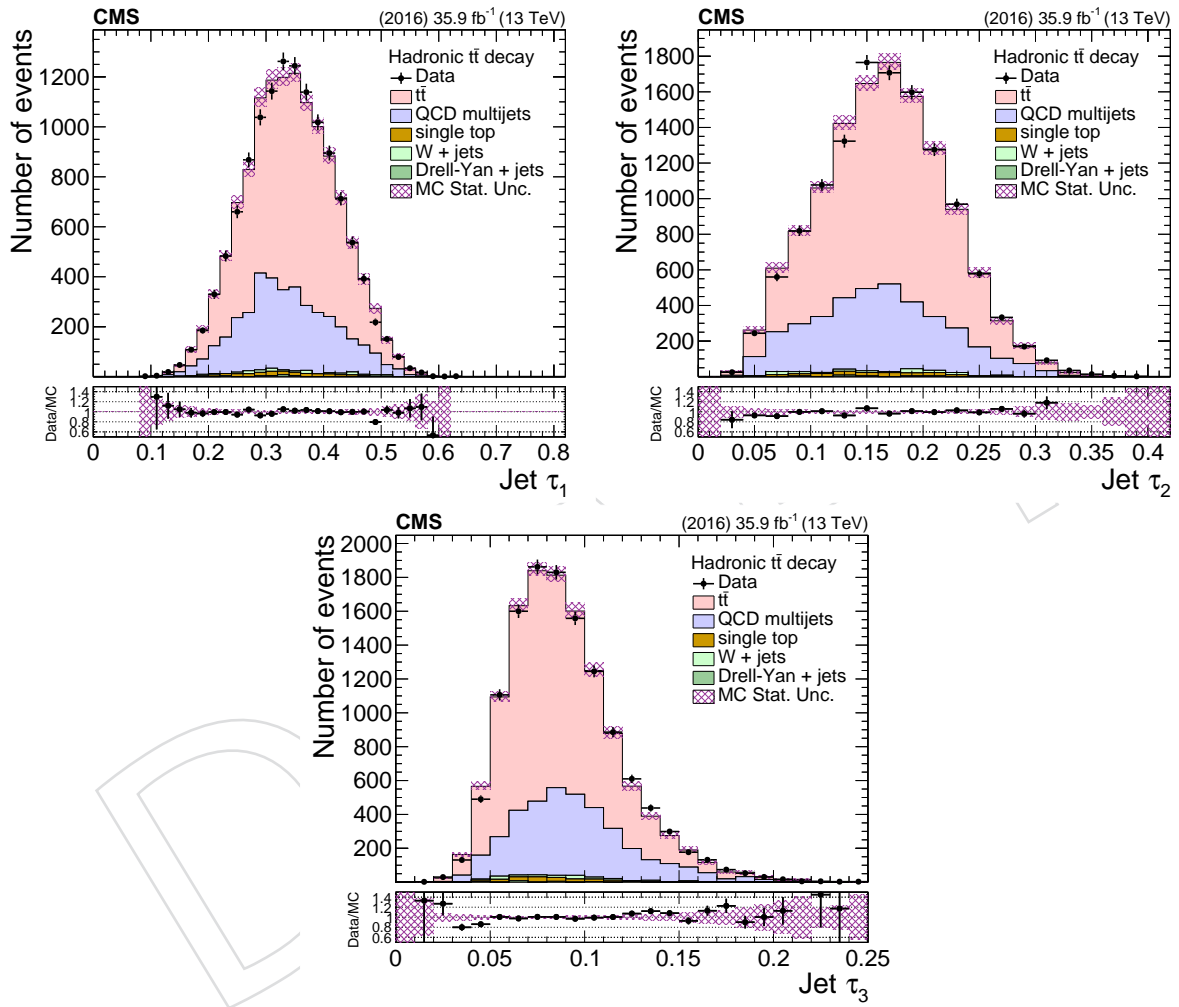 CMS (2016) 35.9 fb⁻¹ (13 TeV)
Number of events
1200
1000
800
600
400
200
Hadronic tt̄ decay
Data
tt̄
QCD multijets
single top
W + jets
Drell-Yan + jets
MC Stat. Unc.
Data/MC
1.4
1.2
1
0.8
0.6
0 0.1 0.2 0.3 0.4 0.5 0.6 0.7 0.8
Jet τ₁
(2016) 35.9 fb⁻¹ (13 TeV)
CMS
Number of events
1800
1600
1400
1200
1000
800
600
400
200
Hadronic tt̄ decay
Data
tt̄
QCD multijets
single top
W + jets
Drell-Yan + jets
MC Stat. Unc.
Data/MC
1.4
1.2
1
0.8
0.6
0 0.05 0.1 0.15 0.2 0.25 0.3 0.35 0.4
Jet τ₂
CMS (2016) 35.9 fb⁻¹ (13 TeV)
Number of events
2000
1800
1600
1400
1200
1000
800
600
400
200
Hadronic tt̄ decay
Data
tt̄
QCD multijets
single top
W + jets
Drell-Yan + jets
MC Stat. Unc.
Data/MC
1.4
1.2
1
0.8
0.6
0 0.05 0.1 0.15 0.2 0.25
Jet τ₃